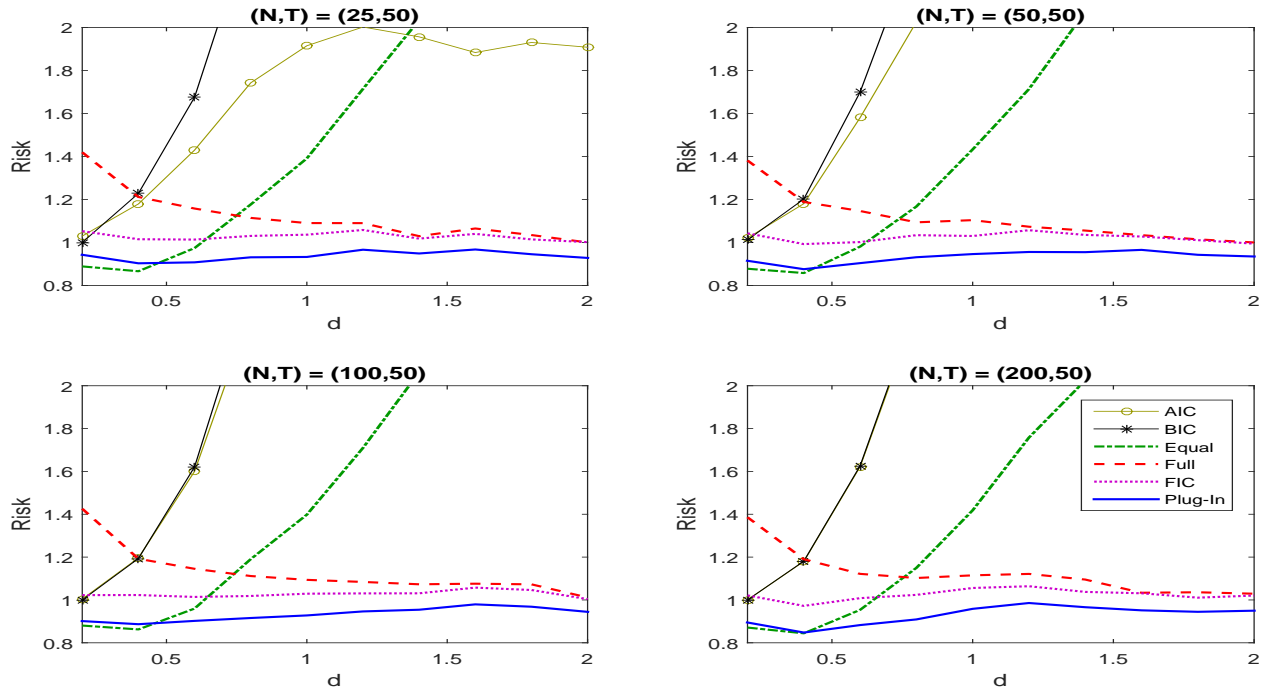 (N,T) = (25,50)
Risk
2
1.8
1.6
1.4
1.2
1
0.8
0.5
1
1.5
2
d
(N,T) = (50,50)
Risk
2
1.8
1.6
1.4
1.2
1
0.8
0.5
1
1.5
2
d
(N,T) = (100,50)
Risk
2
1.8
1.6
1.4
1.2
1
0.8
0.5
1
1.5
2
d
(N,T) = (200,50)
Risk
2
1.8
1.6
1.4
1.2
1
0.8
0.5
1
1.5
2
d
AIC
BIC
Equal
Full
FIC
Plug-In